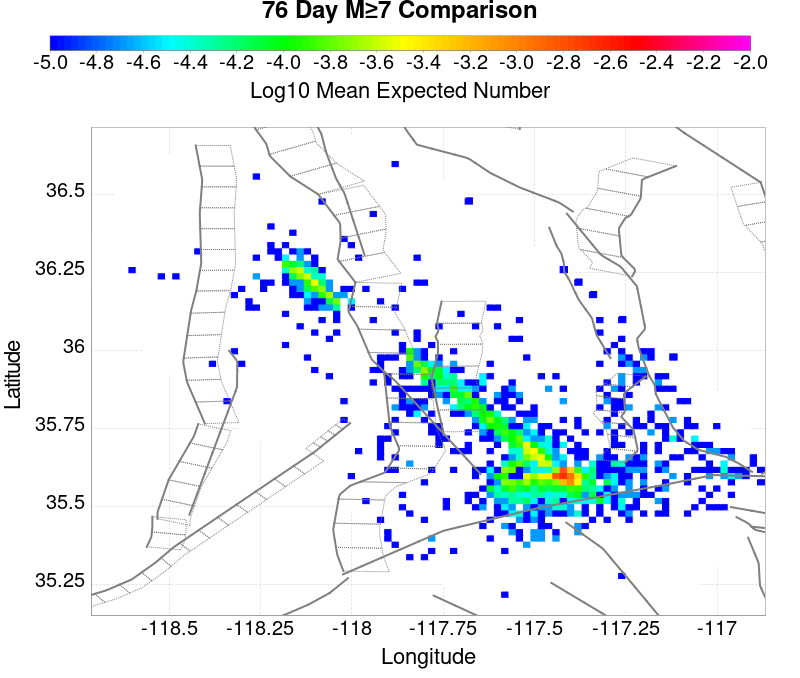 76 Day M≥7 Comparison
-5.0 -4.8 -4.6 -4.4 -4.2 -4.0 -3.8 -3.6 -3.4 -3.2 -3.0 -2.8 -2.6 -2.4 -2.2 -2.0
Log10 Mean Expected Number
36.5
36.25
36
35.75
35.5
35.25
Latitude
-118.5 -118.25 -118 -117.75 -117.5 -117.25 -117
Longitude